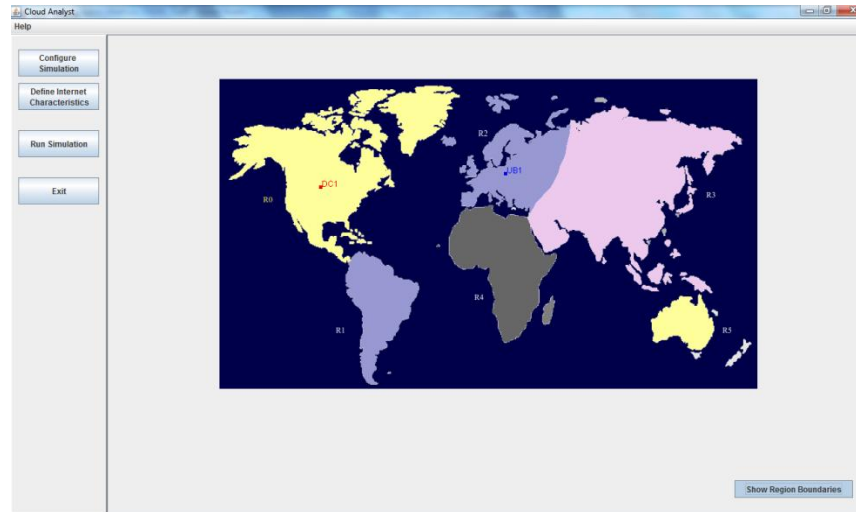 Cloud Analyst
Help
Configure
Simulation
Define Internet
Characteristics
Run Simulation
Exit
R2
UB1
DC1
R0
R3
R4
R1
R5
Show Region Boundaries